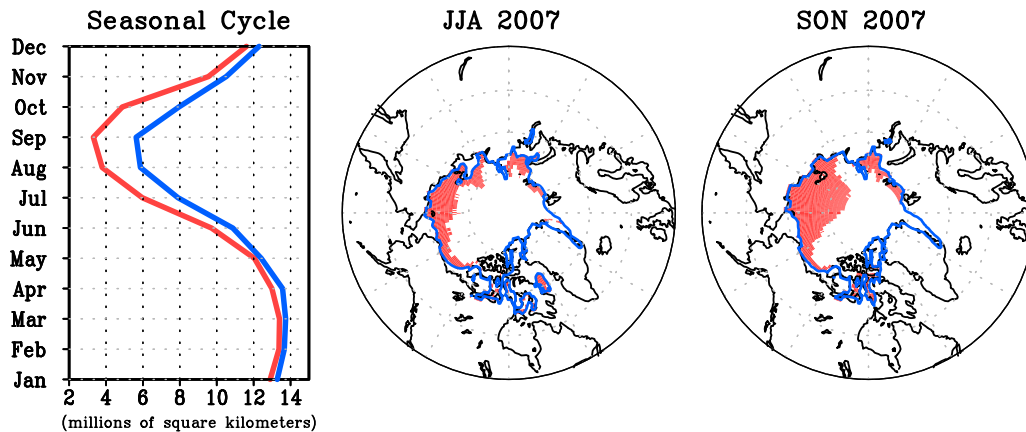 Seasonal Cycle
JJA 2007
SON 2007
Dec
Nov
Oct
Sep
Aug
Jul
Jun
May
Apr
Mar
Feb
Jan
2 4 6 8 10 12 14
(millions of square kilometers)